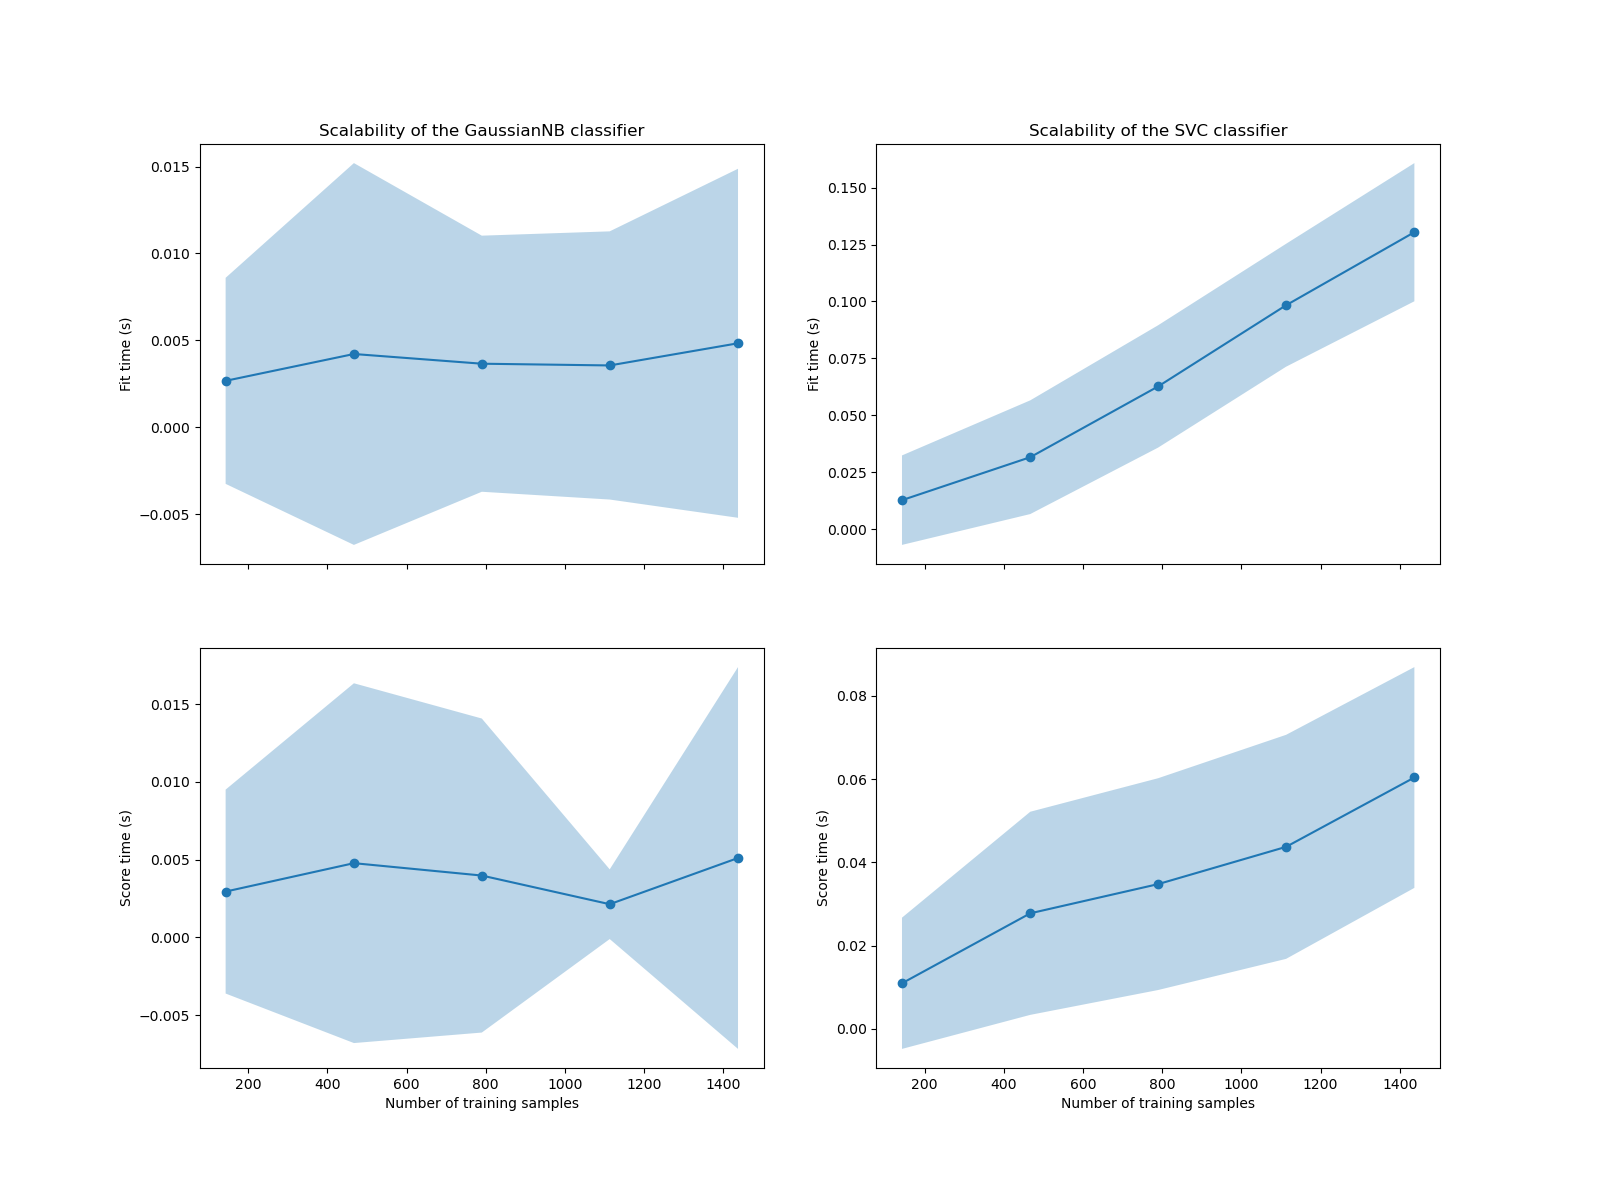 Scalability of the GaussianNB classifier
0.015
0.010
0.005
0.000
−0.005
Fit time (s)
Scalability of the SVC classifier
0.150
0.125
0.100
0.075
0.050
0.025
0.000
Fit time (s)
0.015
0.010
0.005
0.000
−0.005
Score time (s)
200 400 600 800 1000 1200 1400
Number of training samples
0.08
0.06
0.04
0.02
0.00
Score time (s)
200 400 600 800 1000 1200 1400
Number of training samples